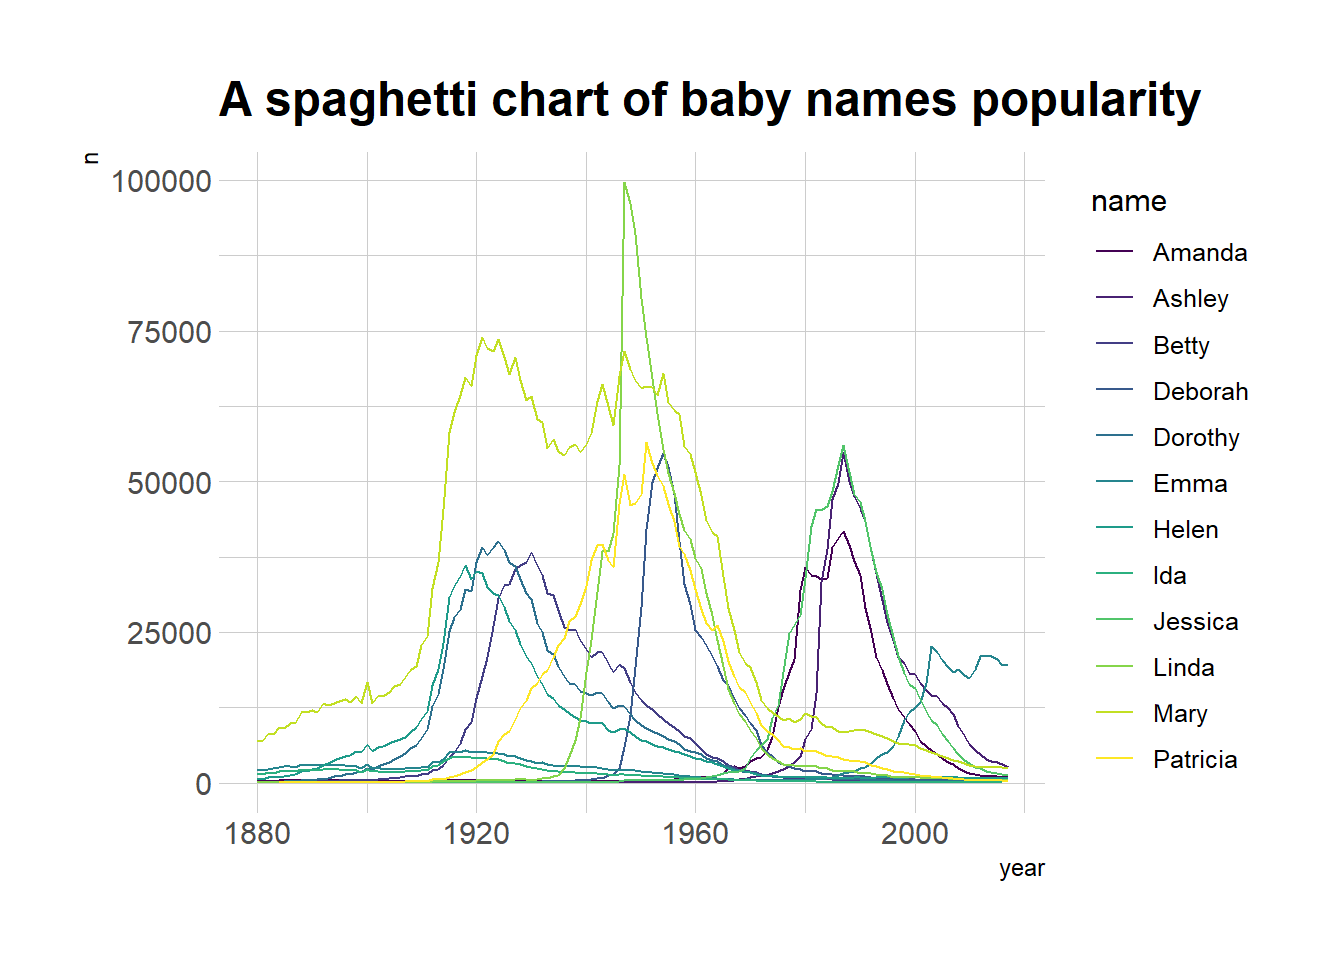 A spaghetti chart of baby names popularity
n
100000
75000
50000
25000
0
1880 1920 1960 2000
year
name
Amanda
Ashley
Betty
Deborah
Dorothy
Emma
Helen
Ida
Jessica
Linda
Mary
Patricia